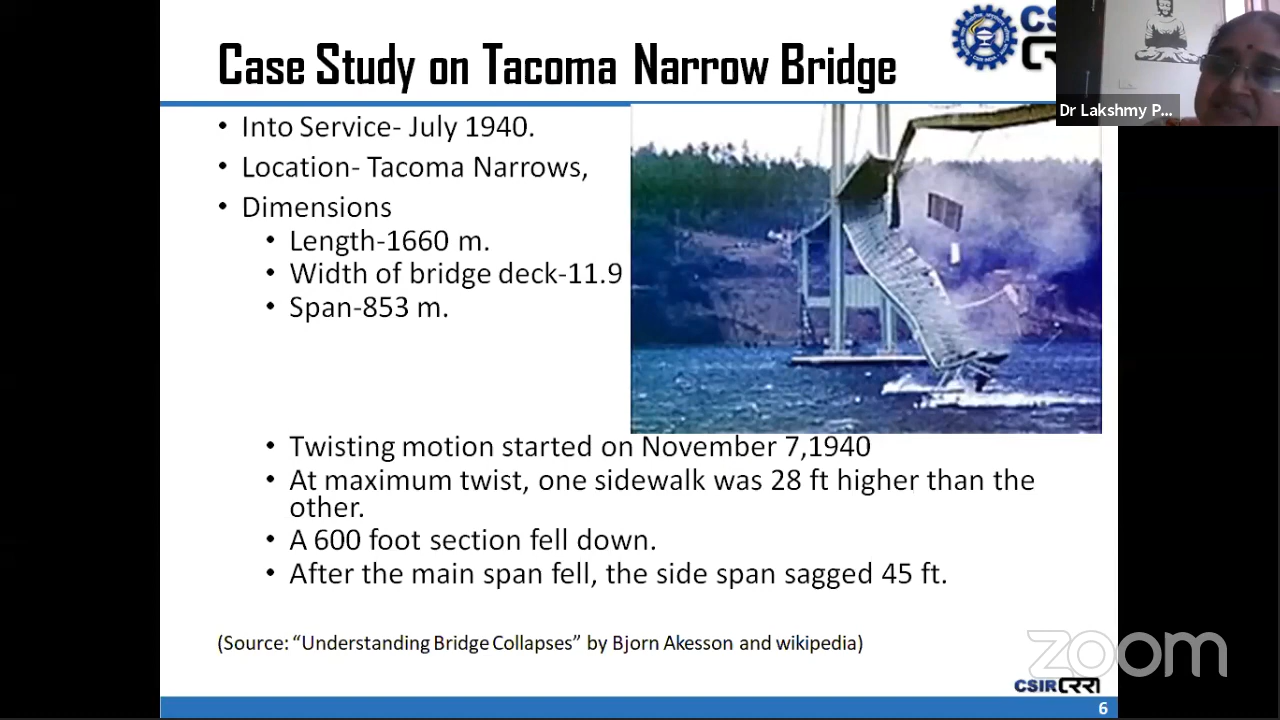 Case Study on Tacoma Narrow Bridge
CS
Dr Lakshmy P...
• Into Service- July 1940.
• Location- Tacoma Narrows,
• Dimensions
• Length-1660 m.
• Width of bridge deck-11.9
• Span-853 m.
• Twisting motion started on November 7,1940
• At maximum twist, one sidewalk was 28 ft higher than the
other.
• A 600 foot section fell down.
• After the main span fell, the side span sagged 45 ft.
(Source: “Understanding Bridge Collapses” by Bjorn Akesson and wikipedia)
zoom
CSIR CRRI
6